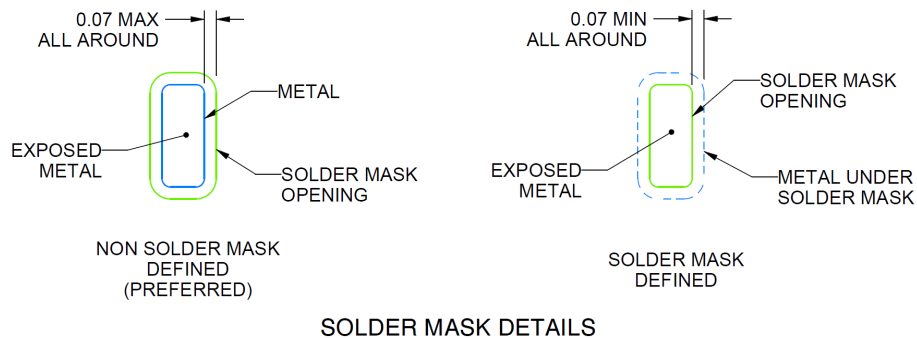 0.07 MAX
ALL AROUND
METAL
EXPOSED
METAL
SOLDER MASK
OPENING
NON SOLDER MASK
DEFINED
(PREFERRED)
0.07 MIN
ALL AROUND
SOLDER MASK
OPENING
EXPOSED
METAL
METAL UNDER
SOLDER MASK
SOLDER MASK
DEFINED
SOLDER MASK DETAILS